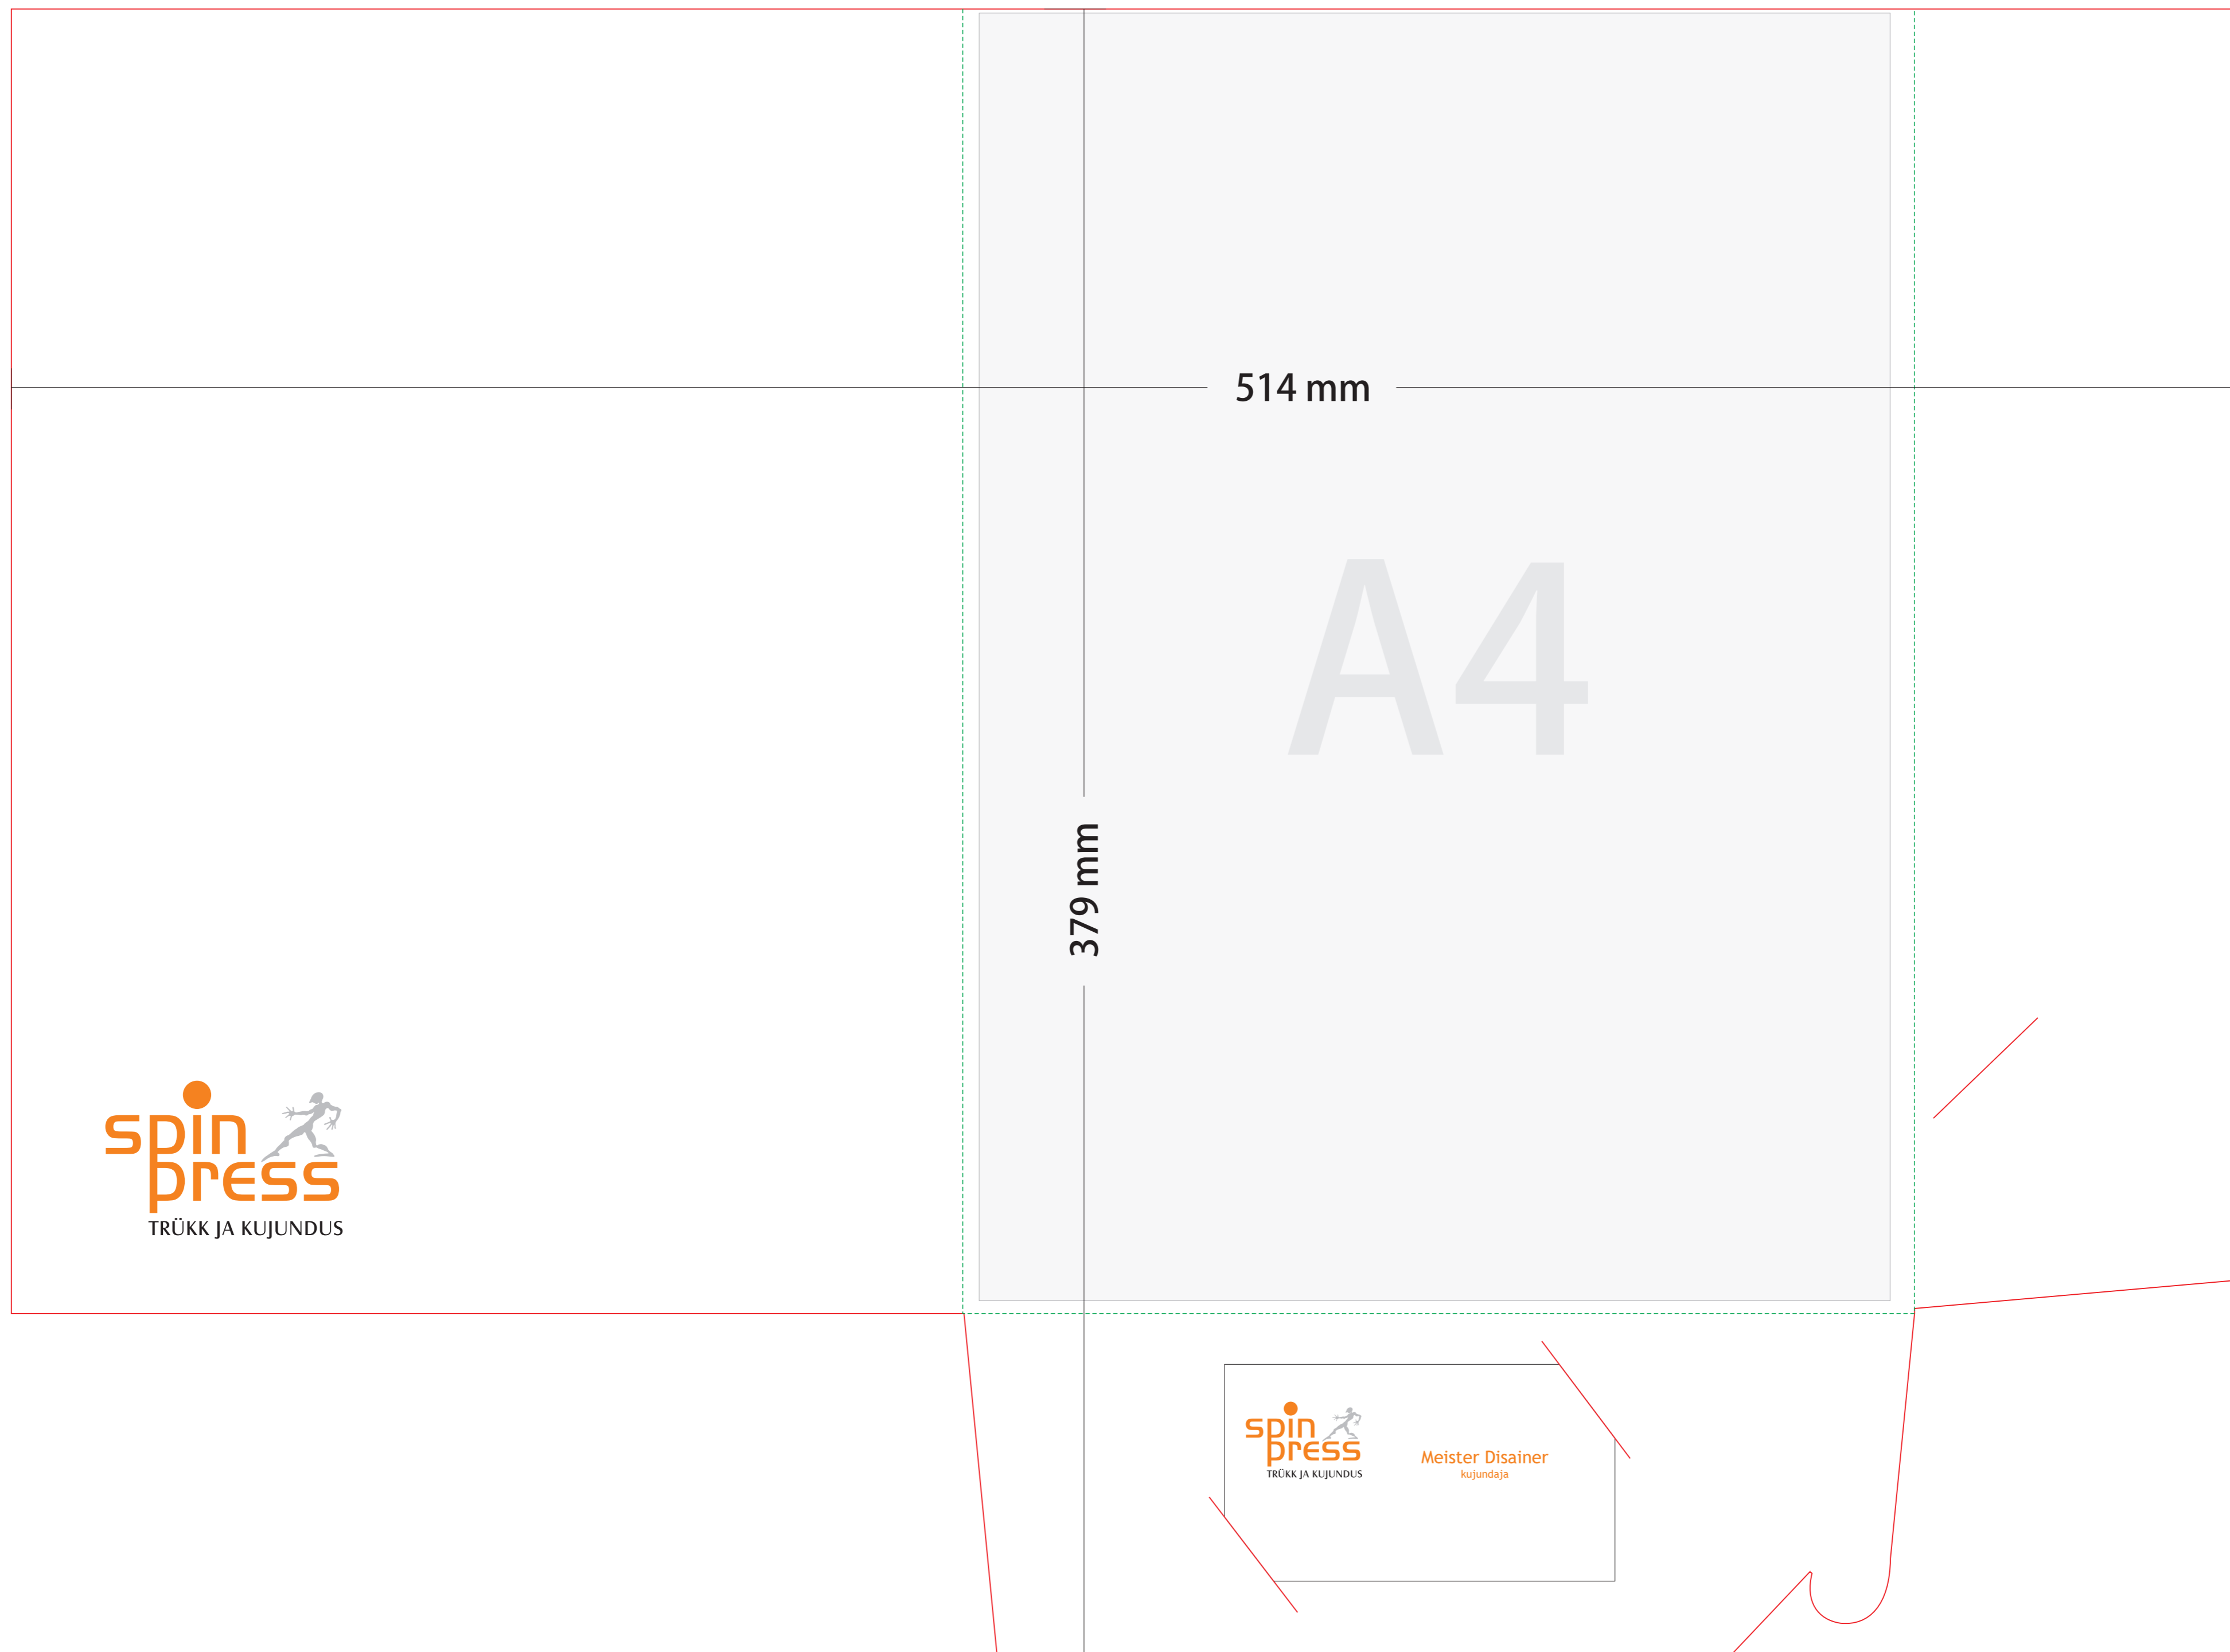 514 mm
A4
379 mm
spin
press
TRÜKK JA KUJUNDUS
spin
press
TRÜKK JA KUJUNDUS
Meister Disainer
kujundaja